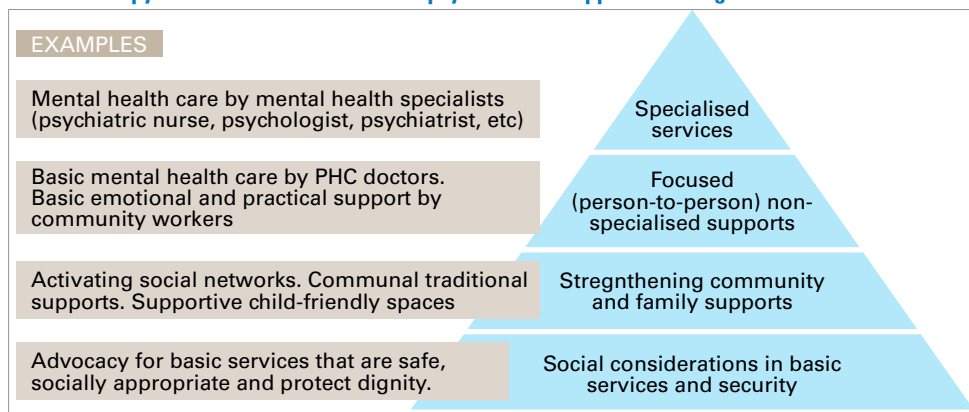 EXAMPLES
Mental health care by mental health specialists
(psychiatric nurse, psychologist, psychiatrist, etc)
Specialised
services
Basic mental health care by PHC doctors.
Basic emotional and practical support by
community workers
Focused
(person-to-person) non-
specialised supports
Activating social networks. Communal traditional
supports. Supportive child-friendly spaces
Stregnthening community
and family supports
Advocacy for basic services that are safe,
socially appropriate and protect dignity.
Social considerations in basic
services and security